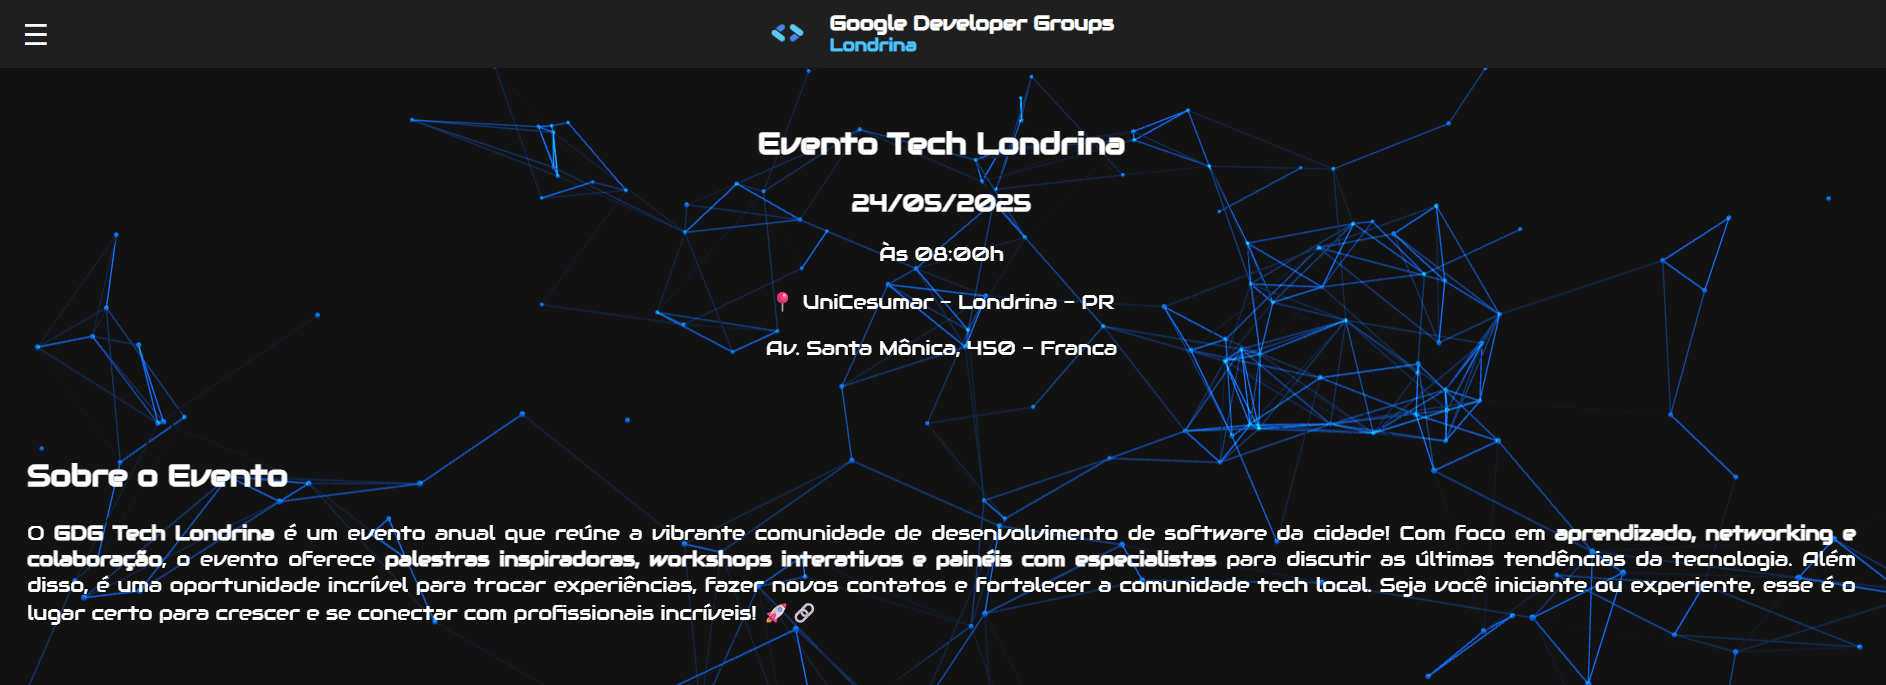 Google Developer Groups
Londrina
Evento Tech Londrina
24/05/2025
Às 08:00h
📍 UniCesumar - Londrina - PR
Av. Santa Mônica, 450 - Franca
Sobre o Evento
O GDG Tech Londrina é um evento anual que reúne a vibrante comunidade de desenvolvimento de software da cidade! Com foco em aprendizado, networking e
colaboração, o evento oferece palestras inspiradoras, workshops interativos e painéis com especialistas para discutir as últimas tendências da tecnologia. Além
disso, é uma oportunidade incrível para trocar experiências, fazer novos contatos e fortalecer a comunidade tech local. Seja você iniciante ou experiente, esse é o
lugar certo para crescer e se conectar com profissionais incríveis! 🚀 🔗